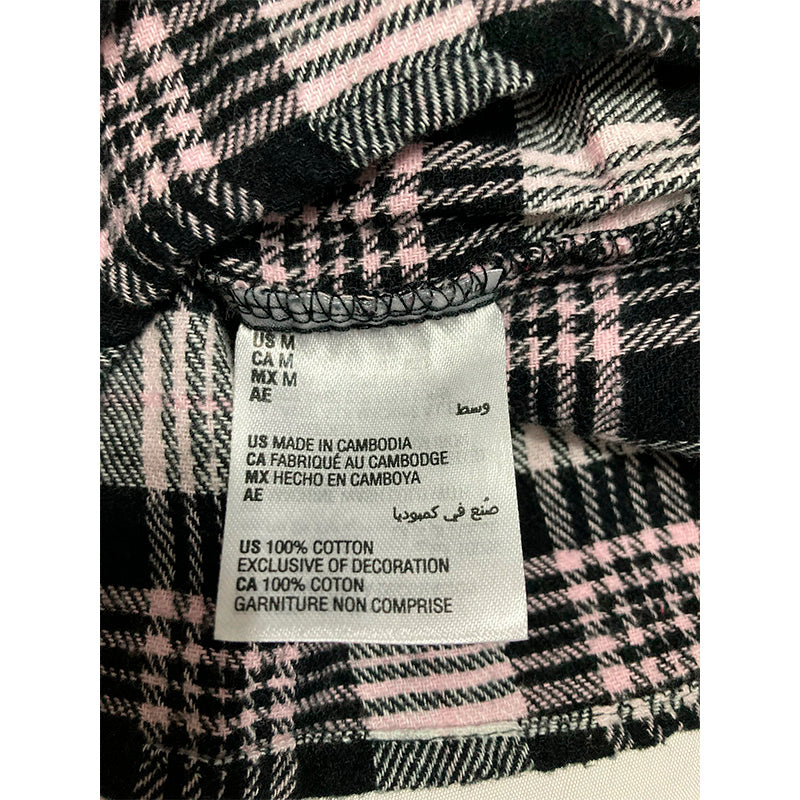 US M
CA M
MX M
AE
وسط
US MADE IN CAMBODIA
CA FABRIQUÉ AU CAMBODGE
MX HECHO EN CAMBOYA
AE
صُنع في كمبوديا
US 100% COTTON
EXCLUSIVE OF DECORATION
CA 100% COTON
GARNITURE NON COMPRISE